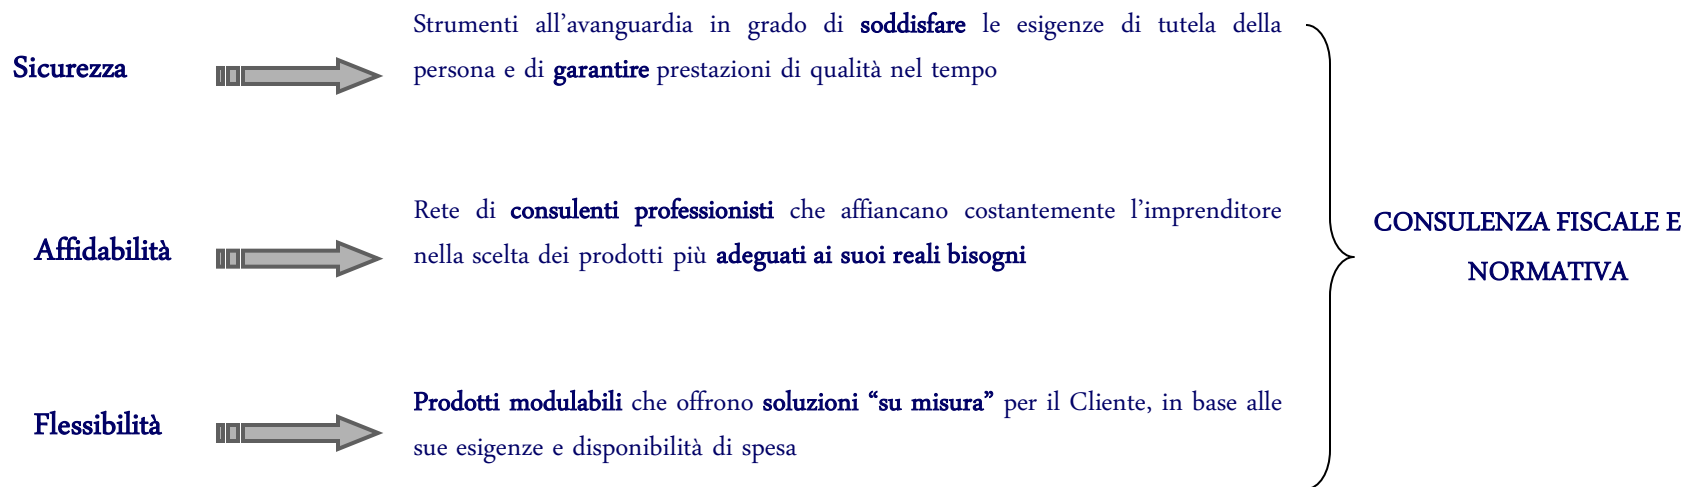 Sicurezza
Strumenti all’avanguardia in grado di soddisfare le esigenze di tutela della
persona e di garantire prestazioni di qualità nel tempo
Affidabilità
Rete di consulenti professionisti che affiancano costantemente l’imprenditore
nella scelta dei prodotti più adeguati ai suoi reali bisogni
Flessibilità
Prodotti modulabili che offrono soluzioni “su misura” per il Cliente, in base alle
sue esigenze e disponibilità di spesa
CONSULENZA FISCALE E
NORMATIVA